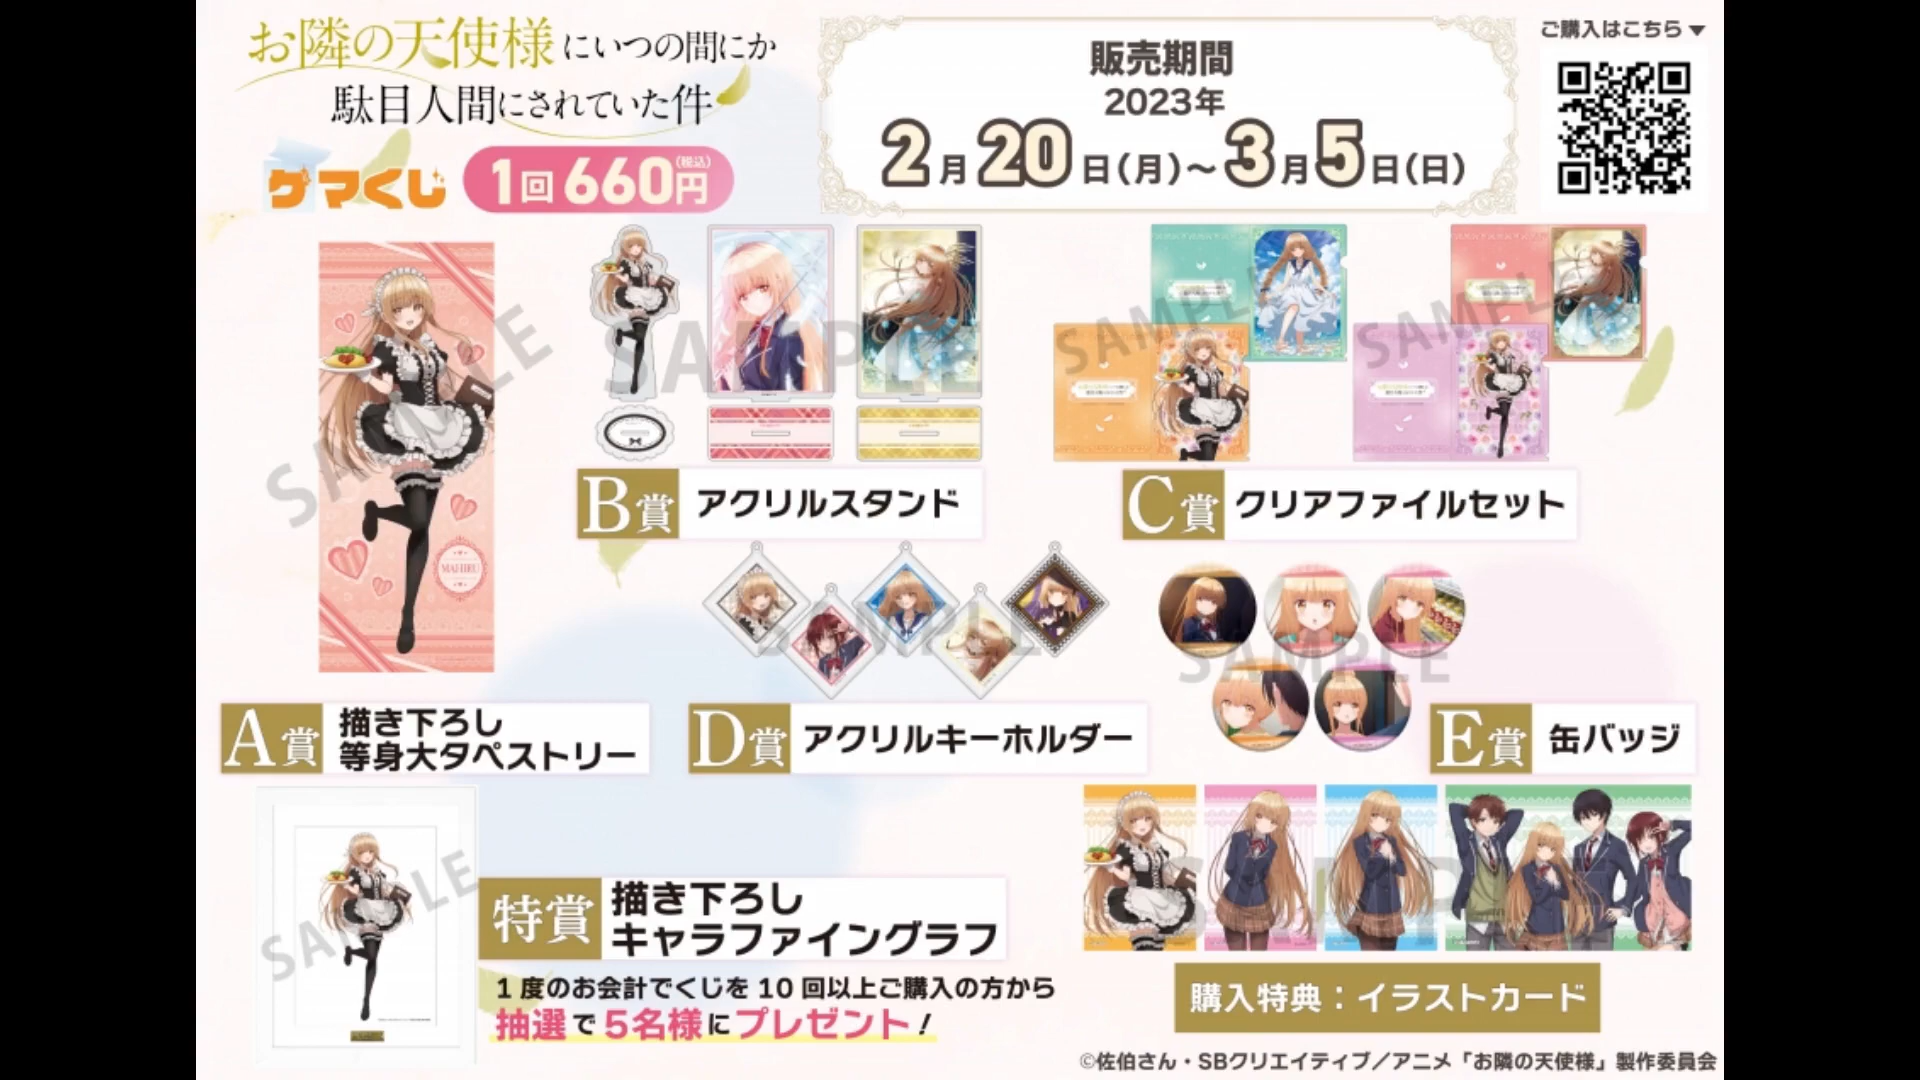 お隣の天使様にいつの間にか
駄目人間にされていた件
ゲマくじ
1回660円(税込)
販売期間
2023年
2月20日(月)～3月5日(日)
ご購入はこちら▼
SAMPLE
SAMPLE
SAMPLE
SAMPLE
B賞 アクリルスタンド
C賞 クリアファイルセット
MAHIRU
SAMPLE
SAMPLE
A賞 描き下ろし
等身大タペストリー
D賞 アクリルキーホルダー
E賞 缶バッジ
SAMPLE
SAMPLE
特賞 描き下ろし
キャラファイングラフ
1度のお会計でくじを10回以上ご購入の方から
抽選で5名様にプレゼント！
購入特典：イラストカード
©佐伯さん・SBクリエイティブ／アニメ「お隣の天使様」製作委員会